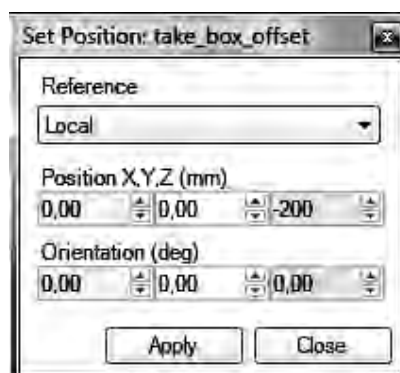 Set Position: take_box_offset
Reference
Local
Position X,Y,Z (mm)
0,00 0,00 -200
Orientation (deg)
0,00 0,00 0,00
Apply Close